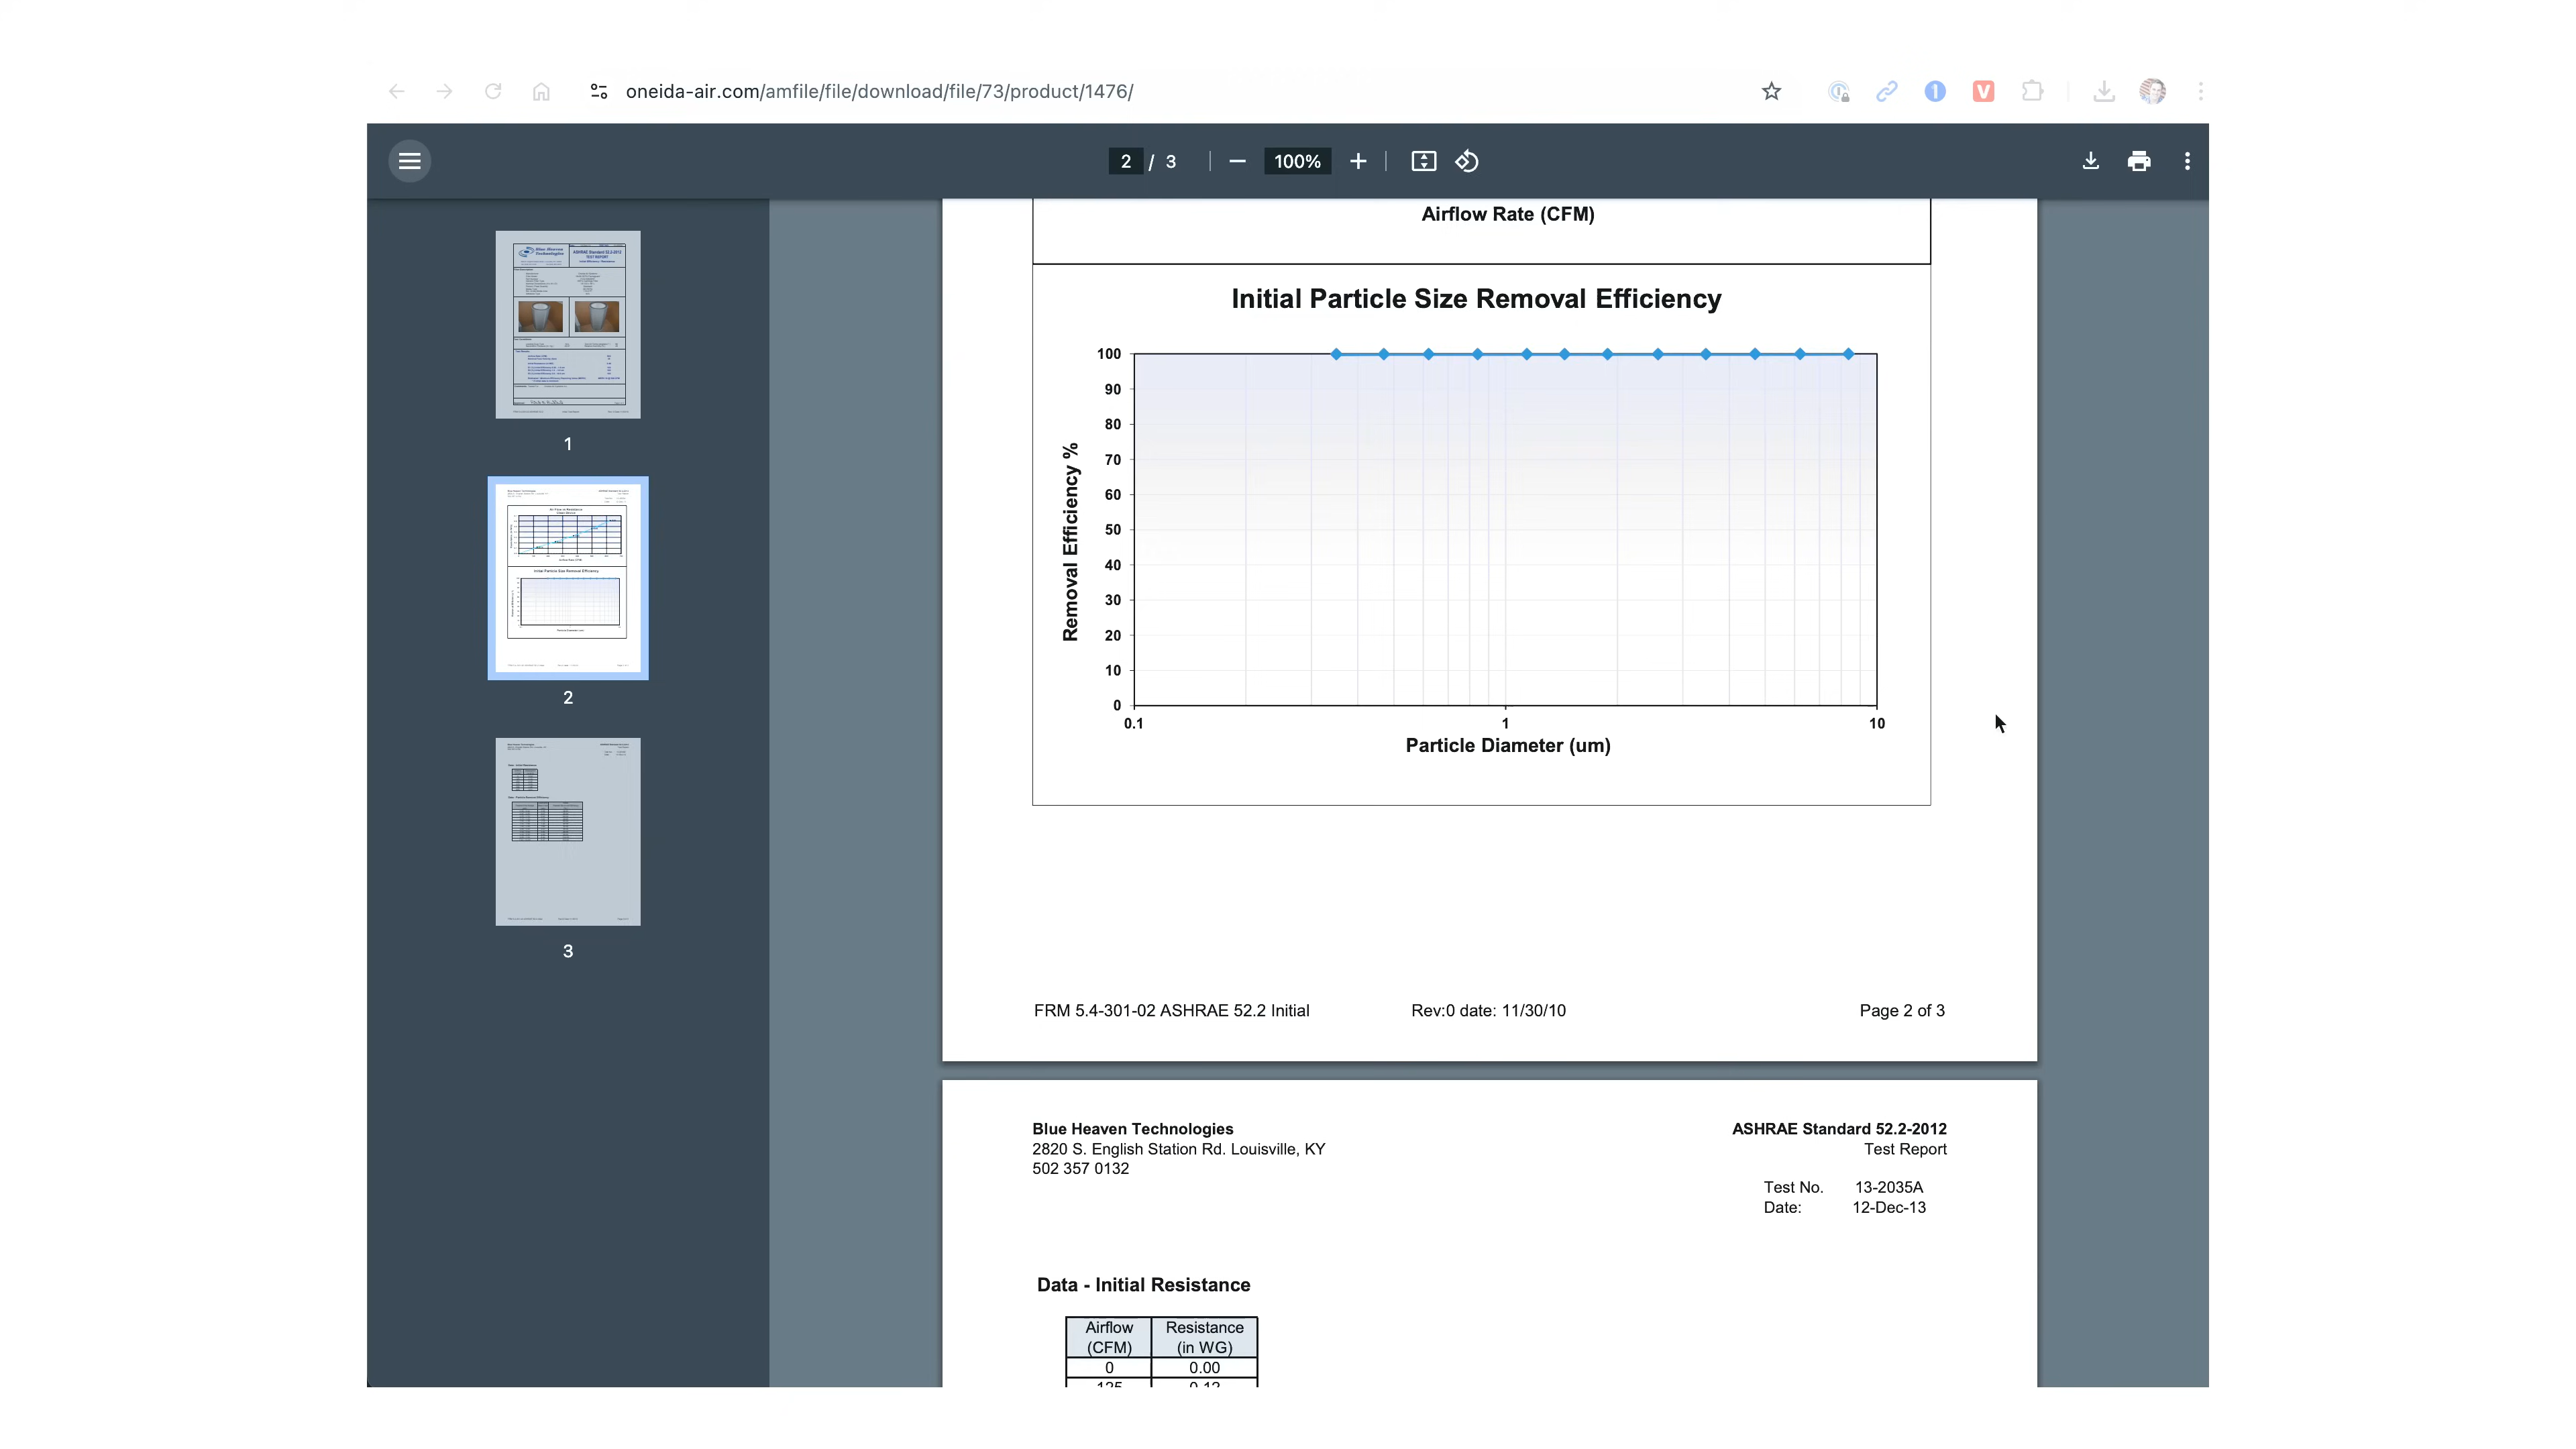 oneida-air.com/amfile/file/download/file/73/product/1476/
2 / 3
100%
1
2
3
Airflow Rate (CFM)
Initial Particle Size Removal Efficiency
Removal Efficiency %
100
90
80
70
60
50
40
30
20
10
0
0.1 1 10
Particle Diameter (um)
FRM 5.4-301-02 ASHRAE 52.2 Initial Rev:0 date: 11/30/10 Page 2 of 3
Blue Heaven Technologies
2820 S. English Station Rd. Louisville, KY
502 357 0132
ASHRAE Standard 52.2-2012
Test Report
Test No. 13-2035A
Date: 12-Dec-13
Data - Initial Resistance
Airflow (CFM) Resistance (in WG)
0 0.00
125 0.12